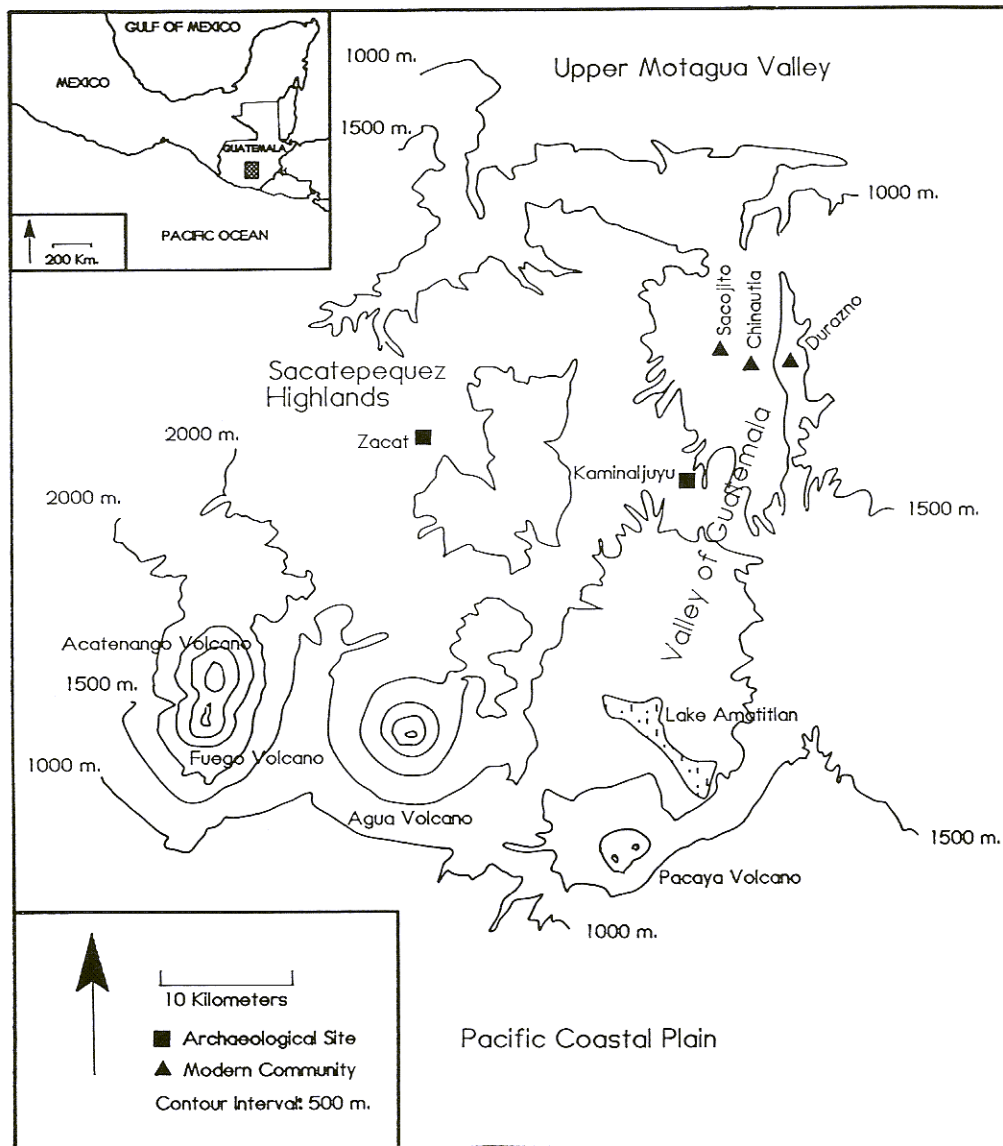 GULF OF MEXICO
MEXICO
GUATEMALA
PACIFIC OCEAN
200 Km.
1000 m.
Upper Motagua Valley
1500 m.
1000 m.
Sacojito
Chinautla
Durazno
Sacatepequez
Highlands
Zacat
2000 m.
Kaminaljuyu
2000 m.
1500 m.
Valley of Guatemala
Acatenango Volcano
1500 m.
Lake Amatitlan
Fuego Volcano
1000 m.
Agua Volcano
1500 m.
Pacaya Volcano
1000 m.
10 Kilometers
Archaeological Site
Modern Community
Contour Interval: 500 m.
Pacific Coastal Plain